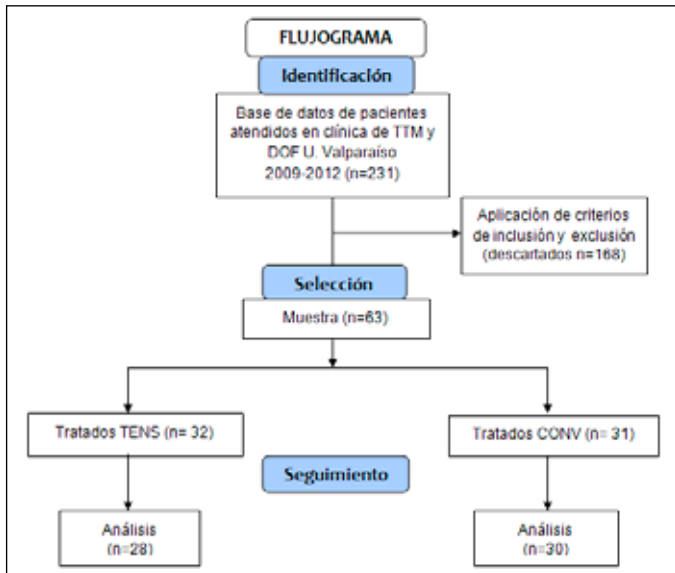 FLUJOGRAMA
Identificación
Base de datos de pacientes
atendidos en clínica de TTM y
DOF U. Valparaíso
2009-2012 (n=231)
Aplicación de criterios
de inclusión y exclusión
(descartados n=168)
Selección
Muestra (n=63)
Tratados TENS (n= 32)
Tratados CONV (n= 31)
Seguimiento
Análisis
(n=28)
Análisis
(n=30)